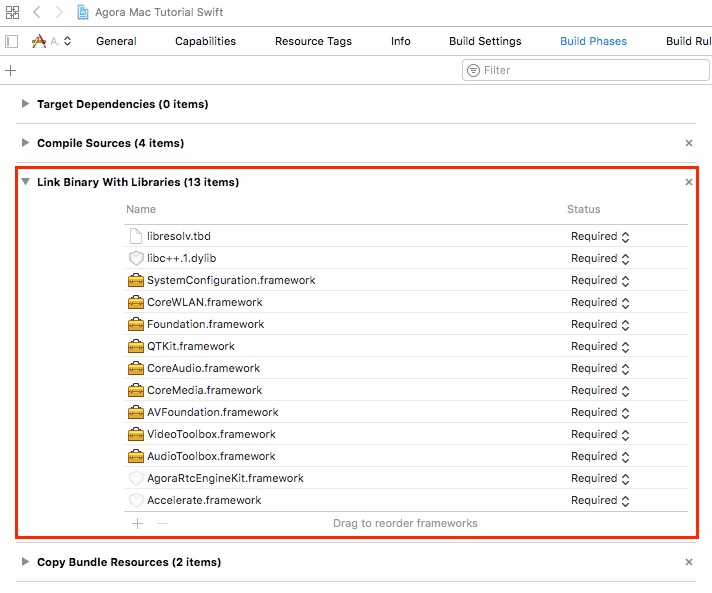 Agora Mac Tutorial Swift
A.
General Capabilities Resource Tags Info Build Settings Build Phases Build Rul
Filter
Target Dependencies (0 items)
Compile Sources (4 items)
Link Binary With Libraries (13 items)
Name Status
libresolv.tbd Required
libc++.1.dylib Required
SystemConfiguration.framework Required
CoreWLAN.framework Required
Foundation.framework Required
QTKit.framework Required
CoreAudio.framework Required
CoreMedia.framework Required
AVFoundation.framework Required
VideoToolbox.framework Required
AudioToolbox.framework Required
AgoraRtcEngineKit.framework Required
Accelerate.framework Required
Drag to reorder frameworks
Copy Bundle Resources (2 items)